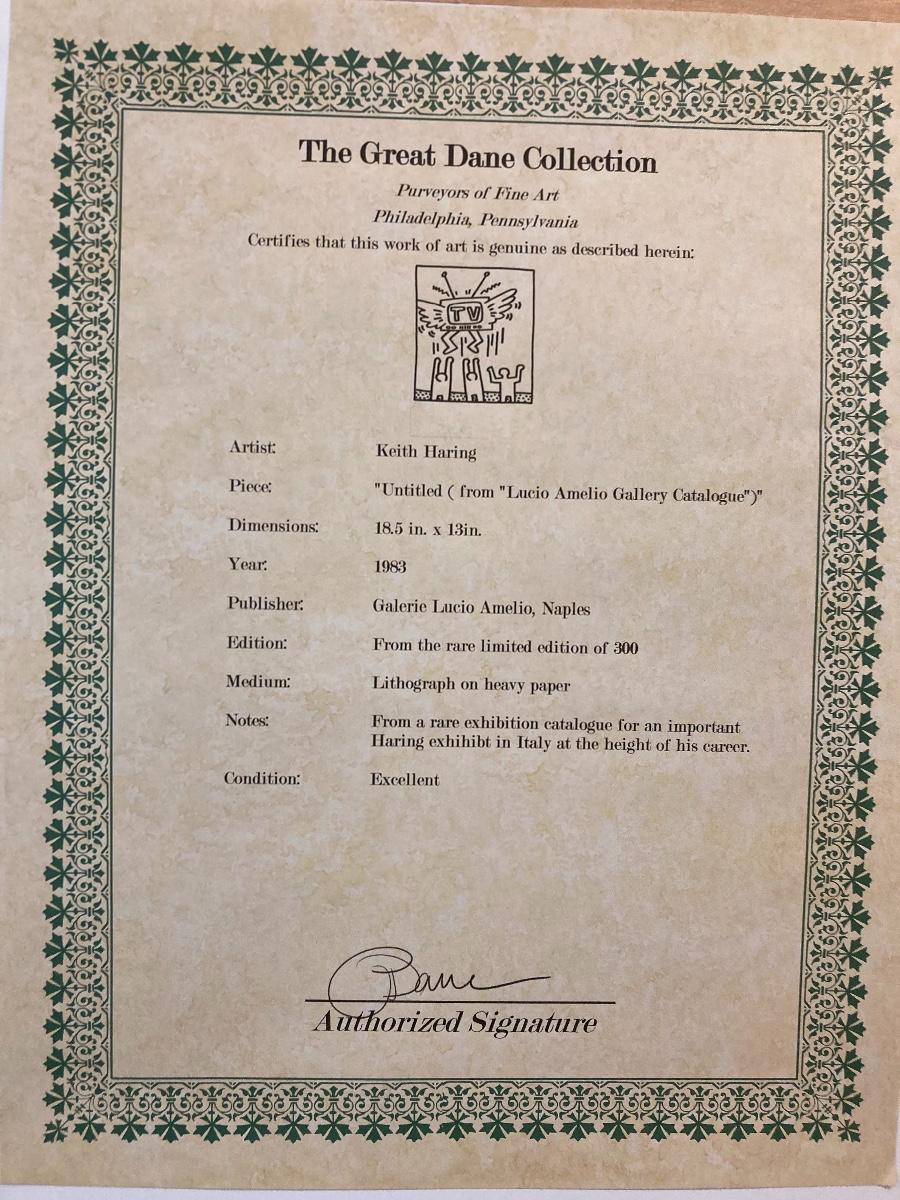 The Great Dane Collection
Purveyors of Fine Art
Philadelphia, Pennsylvania
Certifies that this work of art is genuine as described herein:
TV
Artist: Keith Haring
Piece: "Untitled ( from "Lucio Amelio Gallery Catalogue")"
Dimensions: 18.5 in. x 13in.
Year: 1983
Publisher: Galerie Lucio Amelio, Naples
Edition: From the rare limited edition of 300
Medium: Lithograph on heavy paper
Notes: From a rare exhibition catalogue for an important
Haring exhihibt in Italy at the height of his career.
Condition: Excellent
Authorized Signature